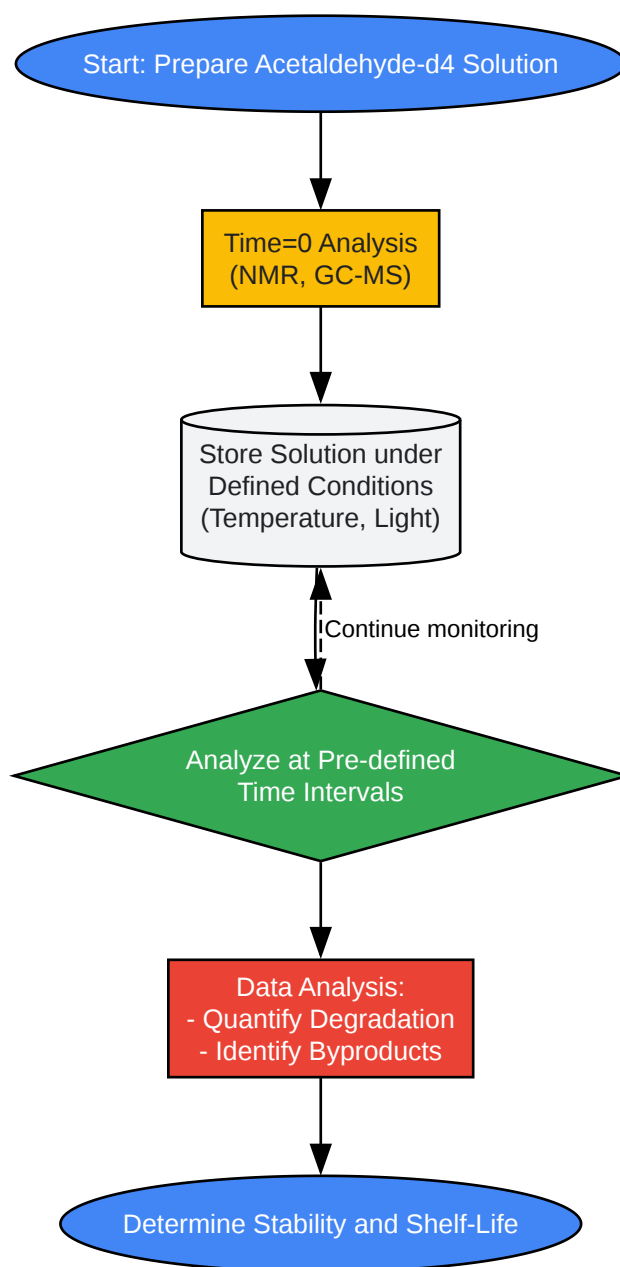 Start: Prepare Acetaldehyde-d4 Solution
Time=0 Analysis
(NMR, GC-MS)
Store Solution under
Defined Conditions
(Temperature, Light)
Continue monitoring
Analyze at Pre-defined
Time Intervals
Data Analysis:
- Quantify Degradation
- Identify Byproducts
Determine Stability and Shelf-Life